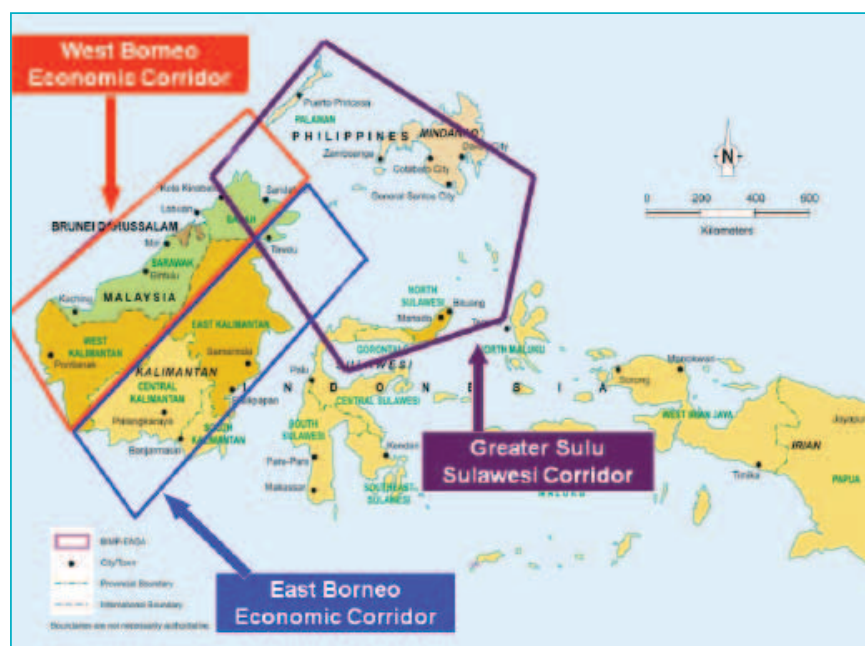 West Borneo
Economic Corridor
Puerto Princesa
PALAWAN
PHILIPPINES
MINDANAO
Davao City
Zamboanga
Cotabato City
General Santos City
N
0 200 400 600
Kilometers
Kota Kinabalu
Sandakan
Labuan
SABAH
BRUNEI DARUSSALAM
Miri
Tawau
SARAWAK
Bintulu
MALAYSIA
Kuching
EAST KALIMANTAN
NORTH
SULAWESI
Bitung
Manado
WEST
KALIMANTAN
Pontianak
KALIMANTAN
Samarinda
GORONTALO
SULAWESI
NORTH MALUKU
Palu
CENTRAL
KALIMANTAN
INDONESIA
Sorong
Manokwari
Balikpapan
CENTRAL SULAWESI
Palangkaraya
SOUTH
KALIMANTAN
SOUTH
SULAWESI
WEST IRIAN JAYA
Jayapura
Banjarmasin
Kendari
IRIAN
Greater Sulu
Sulawesi Corridor
Pare-Pare
Timika
PAPUA
Makassar
SOUTHEAST
SULAWESI
MALUKU
BIMP-EAGA
City/Town
Provincial Boundary
International Boundary
Boundaries are not necessarily authoritative.
East Borneo
Economic Corridor